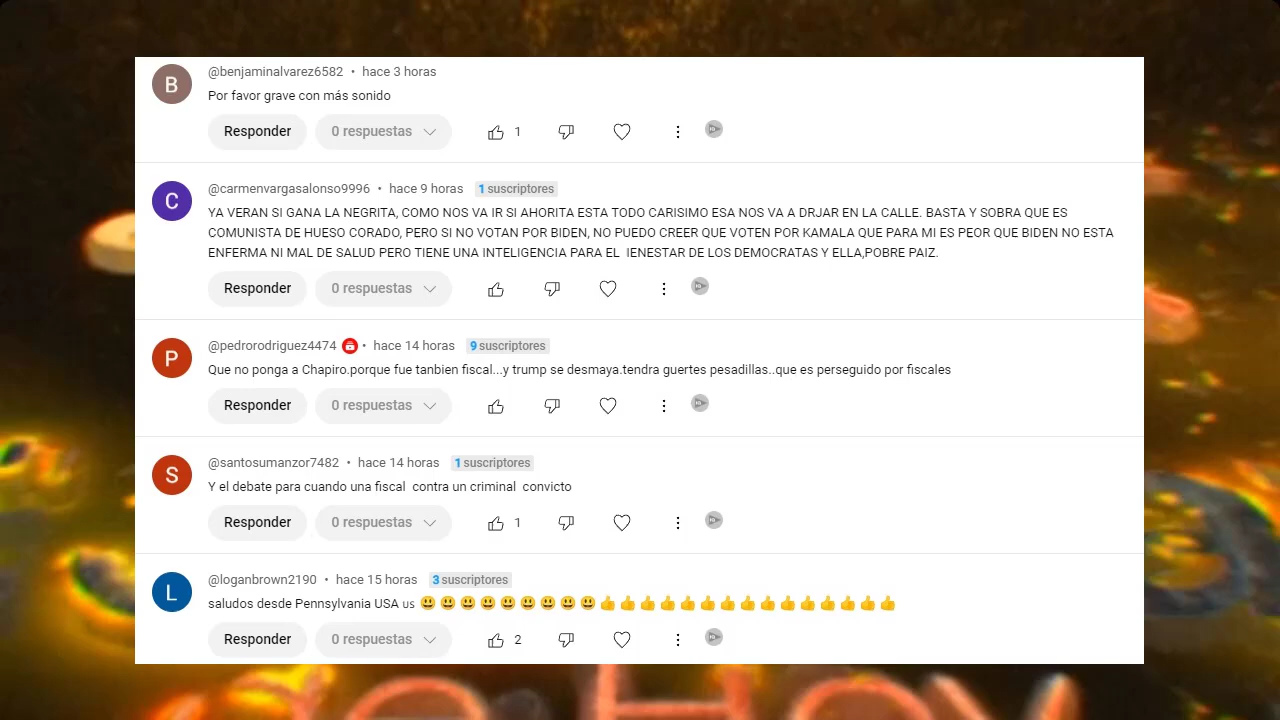 @benjaminalvarez6582 • hace 3 horas
Por favor grave con más sonido
Responder 0 respuestas 1
@carmenvargasalonso9996 • hace 9 horas 1 suscriptores
YA VERAN SI GANA LA NEGRITA, COMO NOS VA IR SI AHORITA ESTA TODO CARISIMO ESA NOS VA A DRJAR EN LA CALLE. BASTA Y SOBRA QUE ES
COMUNISTA DE HUESO CORADO, PERO SI NO VOTAN POR BIDEN, NO PUEDO CREER QUE VOTEN POR KAMALA QUE PARA MI ES PEOR QUE BIDEN NO ESTA
ENFERMA NI MAL DE SALUD PERO TIENE UNA INTELIGENCIA PARA EL IENESTAR DE LOS DEMOCRATAS Y ELLA,POBRE PAIZ.
Responder 0 respuestas
@pedrorodriguez4474 • hace 14 horas 9 suscriptores
Que no ponga a Chapiro.porque fue tanbien fiscal...y trump se desmaya.tendra guertes pesadillas..que es perseguido por fiscales
Responder 0 respuestas
@santosumanzor7482 • hace 14 horas 1 suscriptores
Y el debate para cuando una fiscal contra un criminal convicto
Responder 0 respuestas 1
@loganbrown2190 • hace 15 horas 3 suscriptores
saludos desde Pennsylvania USA us 😃 😃 😃 😃 😃 😃 😃 😃 😃 👍 👍 👍 👍 👍 👍 👍 👍 👍 👍 👍 👍 👍 👍 👍
Responder 0 respuestas 2